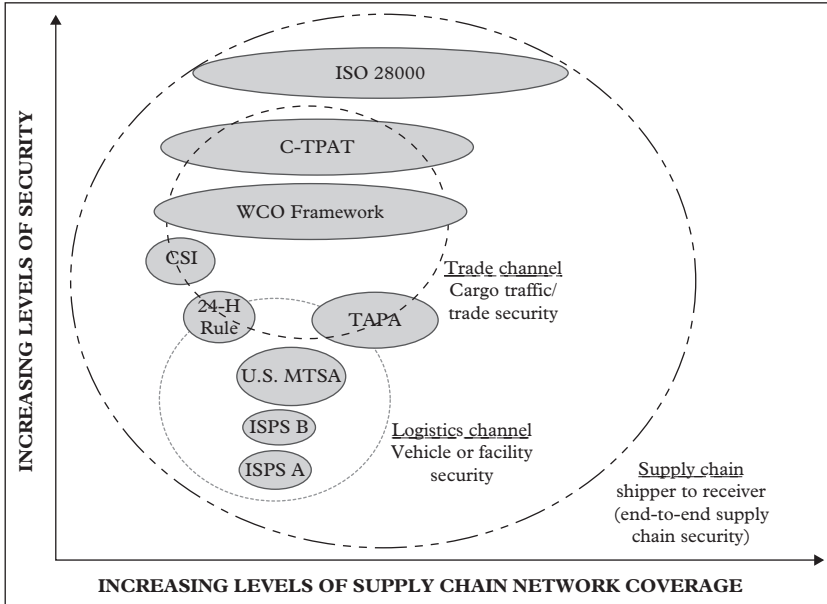 INCREASING LEVELS OF SECURITY
ISO 28000
C-TPAT
WCO Framework
CSI
24-H
Rule
TAPA
Trade channel
Cargo traffic/
trade security
U.S. MTSA
ISPS B
ISPS A
Logistics channel
Vehicle or facility
security
Supply chain
shipper to receiver
(end-to-end supply
chain security)
INCREASING LEVELS OF SUPPLY CHAIN NETWORK COVERAGE